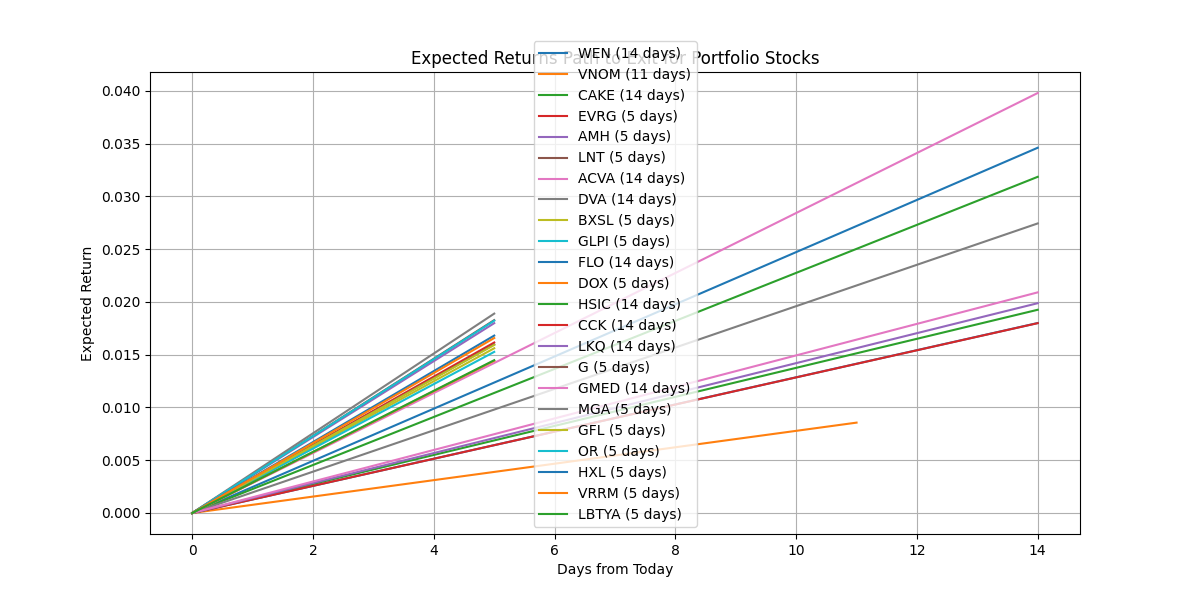 Expected Returns Path to Exit for Portfolio Stocks
WEN (14 days)
VNOM (11 days)
CAKE (14 days)
EVRG (5 days)
AMH (5 days)
LNT (5 days)
ACVA (14 days)
DVA (14 days)
BXSL (5 days)
GLPI (5 days)
FLO (14 days)
DOX (5 days)
HSIC (14 days)
CCK (14 days)
LKQ (14 days)
G (5 days)
GMED (14 days)
MGA (5 days)
GFL (5 days)
OR (5 days)
HXL (5 days)
VRRM (5 days)
LBTYA (5 days)
Expected Return
0.040
0.035
0.030
0.025
0.020
0.015
0.010
0.005
0.000
0 2 4 6 8 10 12 14
Days from Today